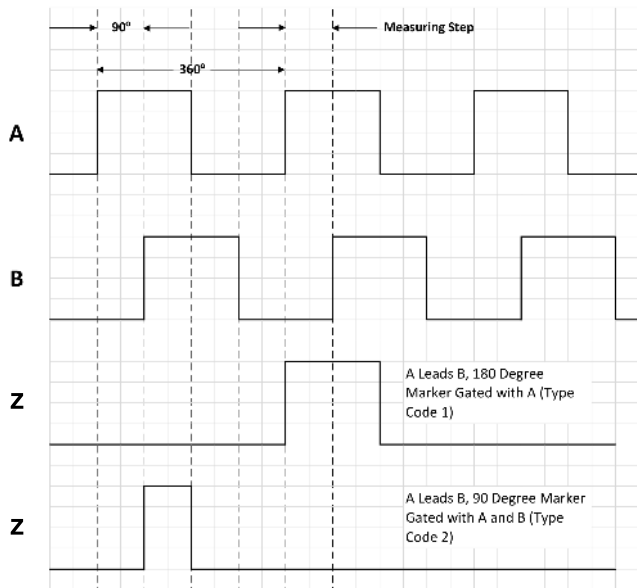 90°
Measuring Step
360°
A
B
Z
A Leads B, 180 Degree
Marker Gated with A (Type
Code 1)
Z
A Leads B, 90 Degree Marker
Gated with A and B (Type
Code 2)